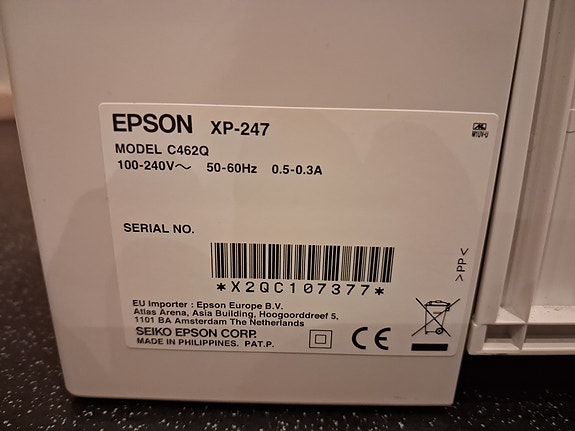 EPSON XP-247
MODEL C462Q
100-240V～ 50-60Hz 0.5-0.3A
SERIAL NO.
*X2QC107377*
>PP<
EU Importer : Epson Europe B.V.
Atlas Arena, Asia Building, Hoogoorddreef 5,
1101 BA Amsterdam The Netherlands
SEIKO EPSON CORP.
MADE IN PHILIPPINES. PAT.P.
CE